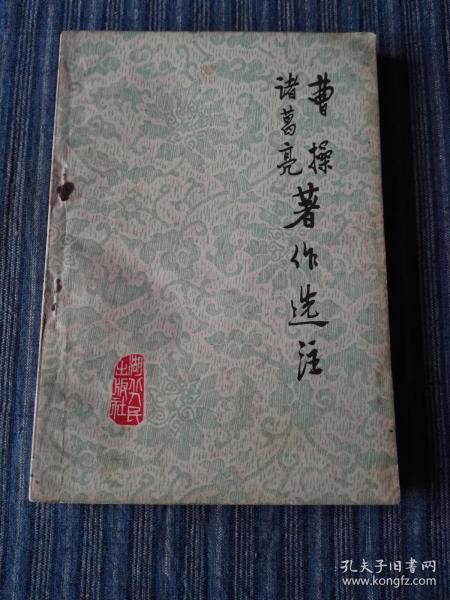 曹操
诸葛亮
著作选注
湖北人民
出版社
孔夫子旧书网
www.kongfz.com